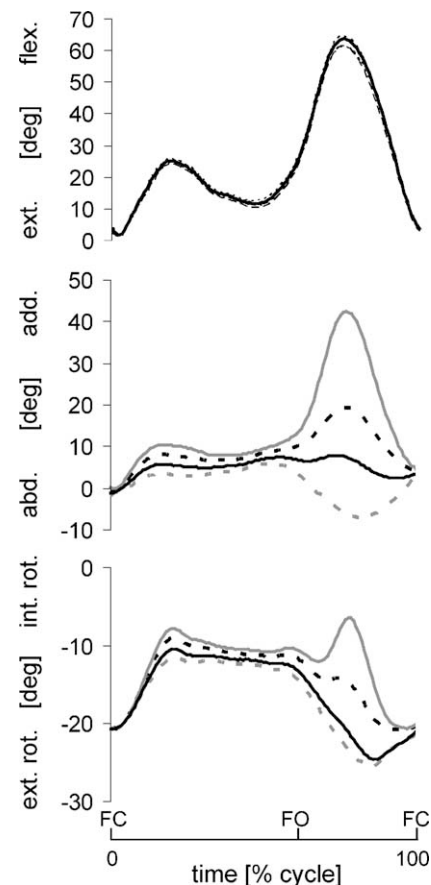 flex.
[deg]
ext.
70
60
50
40
30
20
10
0
add.
[deg]
abd.
50
40
30
20
10
0
-10
int. rot.
[deg]
ext. rot.
0
-10
-20
-30
FC FO FC
0 100
time [% cycle]